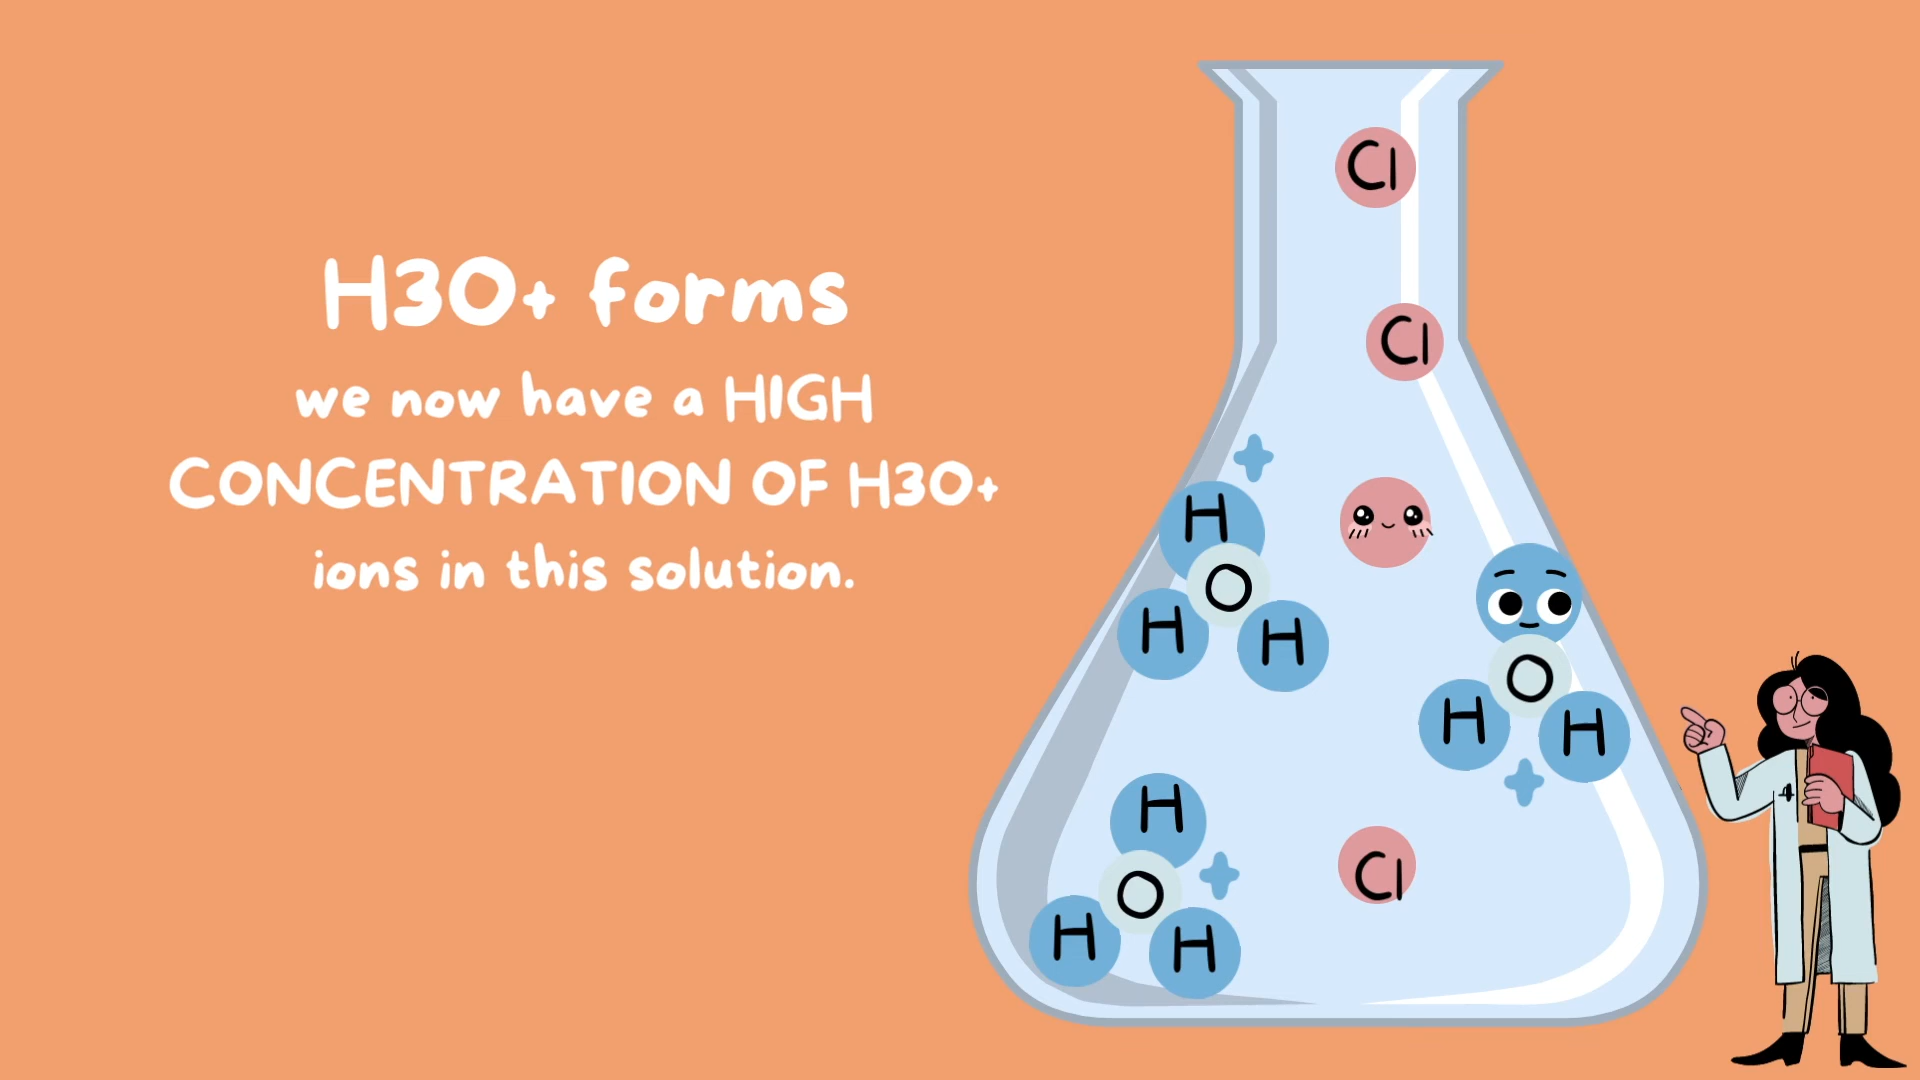 H3O+ forms
we now have a HIGH
CONCENTRATION OF H3O+
ions in this solution.
Cl
Cl
H
O
H
H
O
H
H
H
O
H
H
Cl